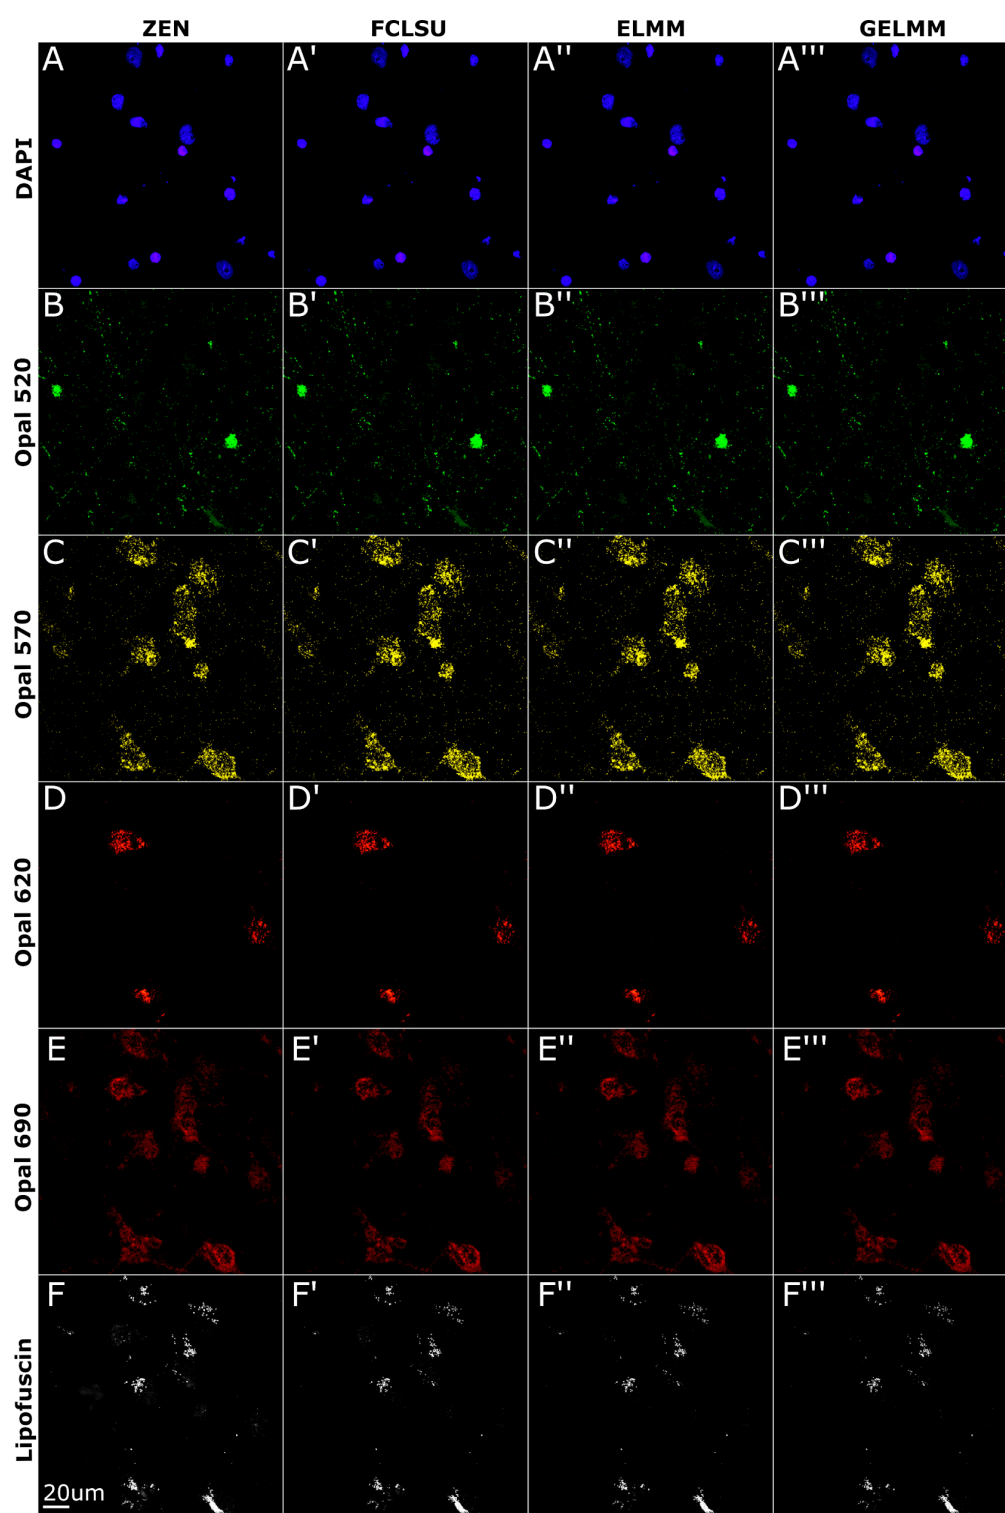 ZEN FCLSU ELMM GELMM
DAPI
A A' A'' A'''
Opal 520
B B' B'' B'''
Opal 570
C C' C'' C'''
Opal 620
D D' D'' D'''
Opal 690
E E' E'' E'''
Lipofuscin
F F' F'' F'''
20um